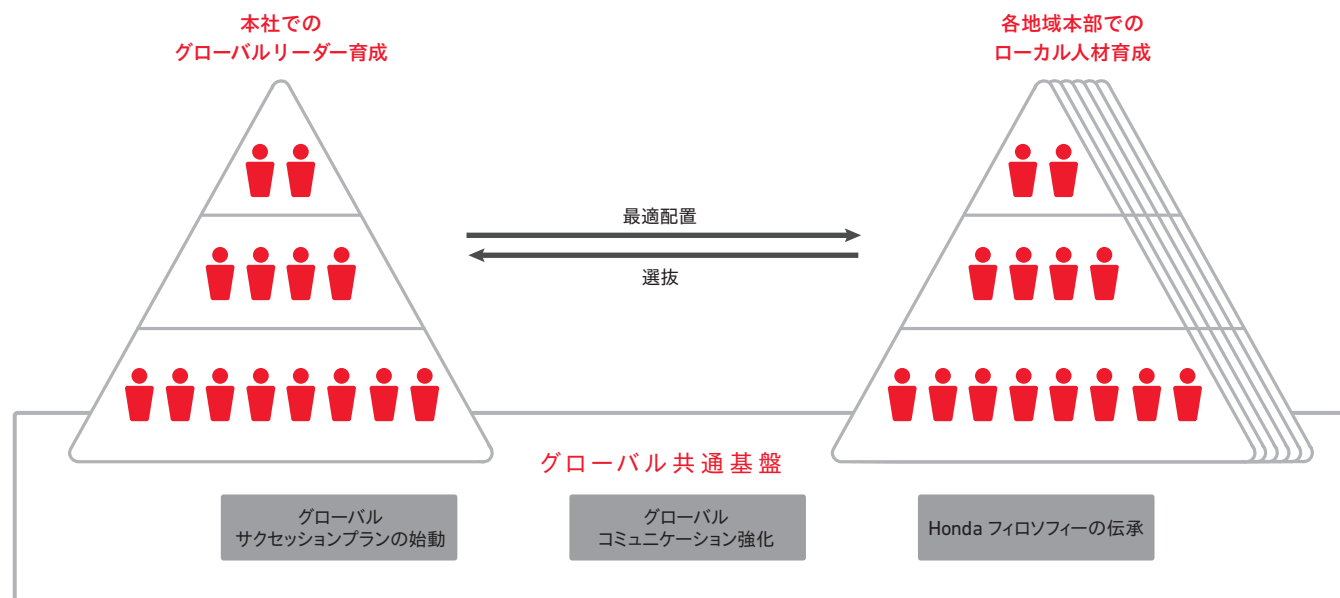 本社での
グローバルリーダー育成
各地域本部での
ローカル人材育成
最適配置
選抜
グローバル共通基盤
グローバル
サクセッションプランの始動
グローバル
コミュニケーション強化
Honda フィロソフィーの伝承